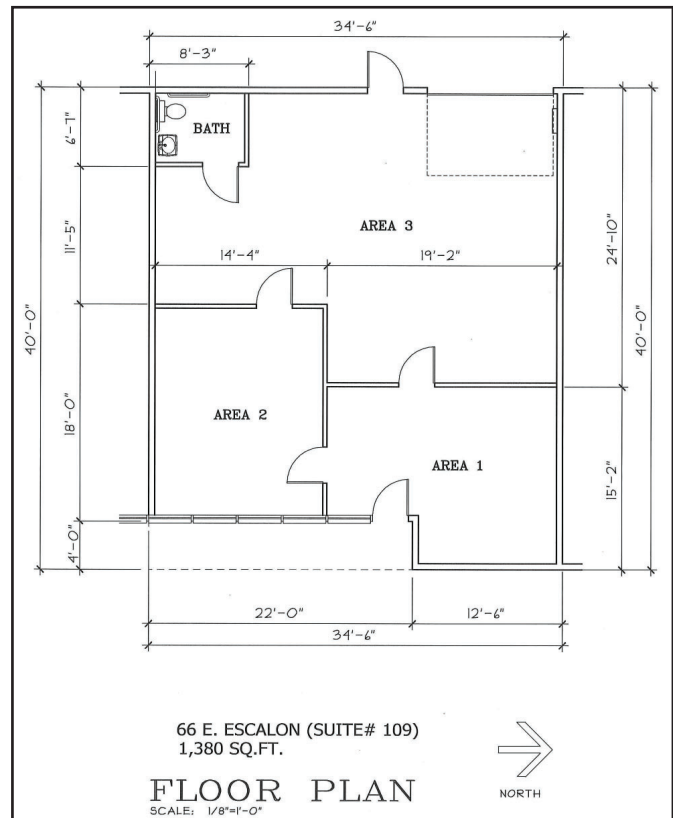 34'-6"
8'-3"
6'-7"
BATH
AREA 3
11'-5"
14'-4"
19'-2"
24'-10"
40'-0"
40'-0"
18'-0"
AREA 2
AREA 1
15'-2"
4'-0"
22'-0"
12'-6"
34'-6"
66 E. ESCALON (SUITE# 109)
1,380 SQ.FT.
FLOOR PLAN
SCALE: 1/8"=1'-0"
NORTH